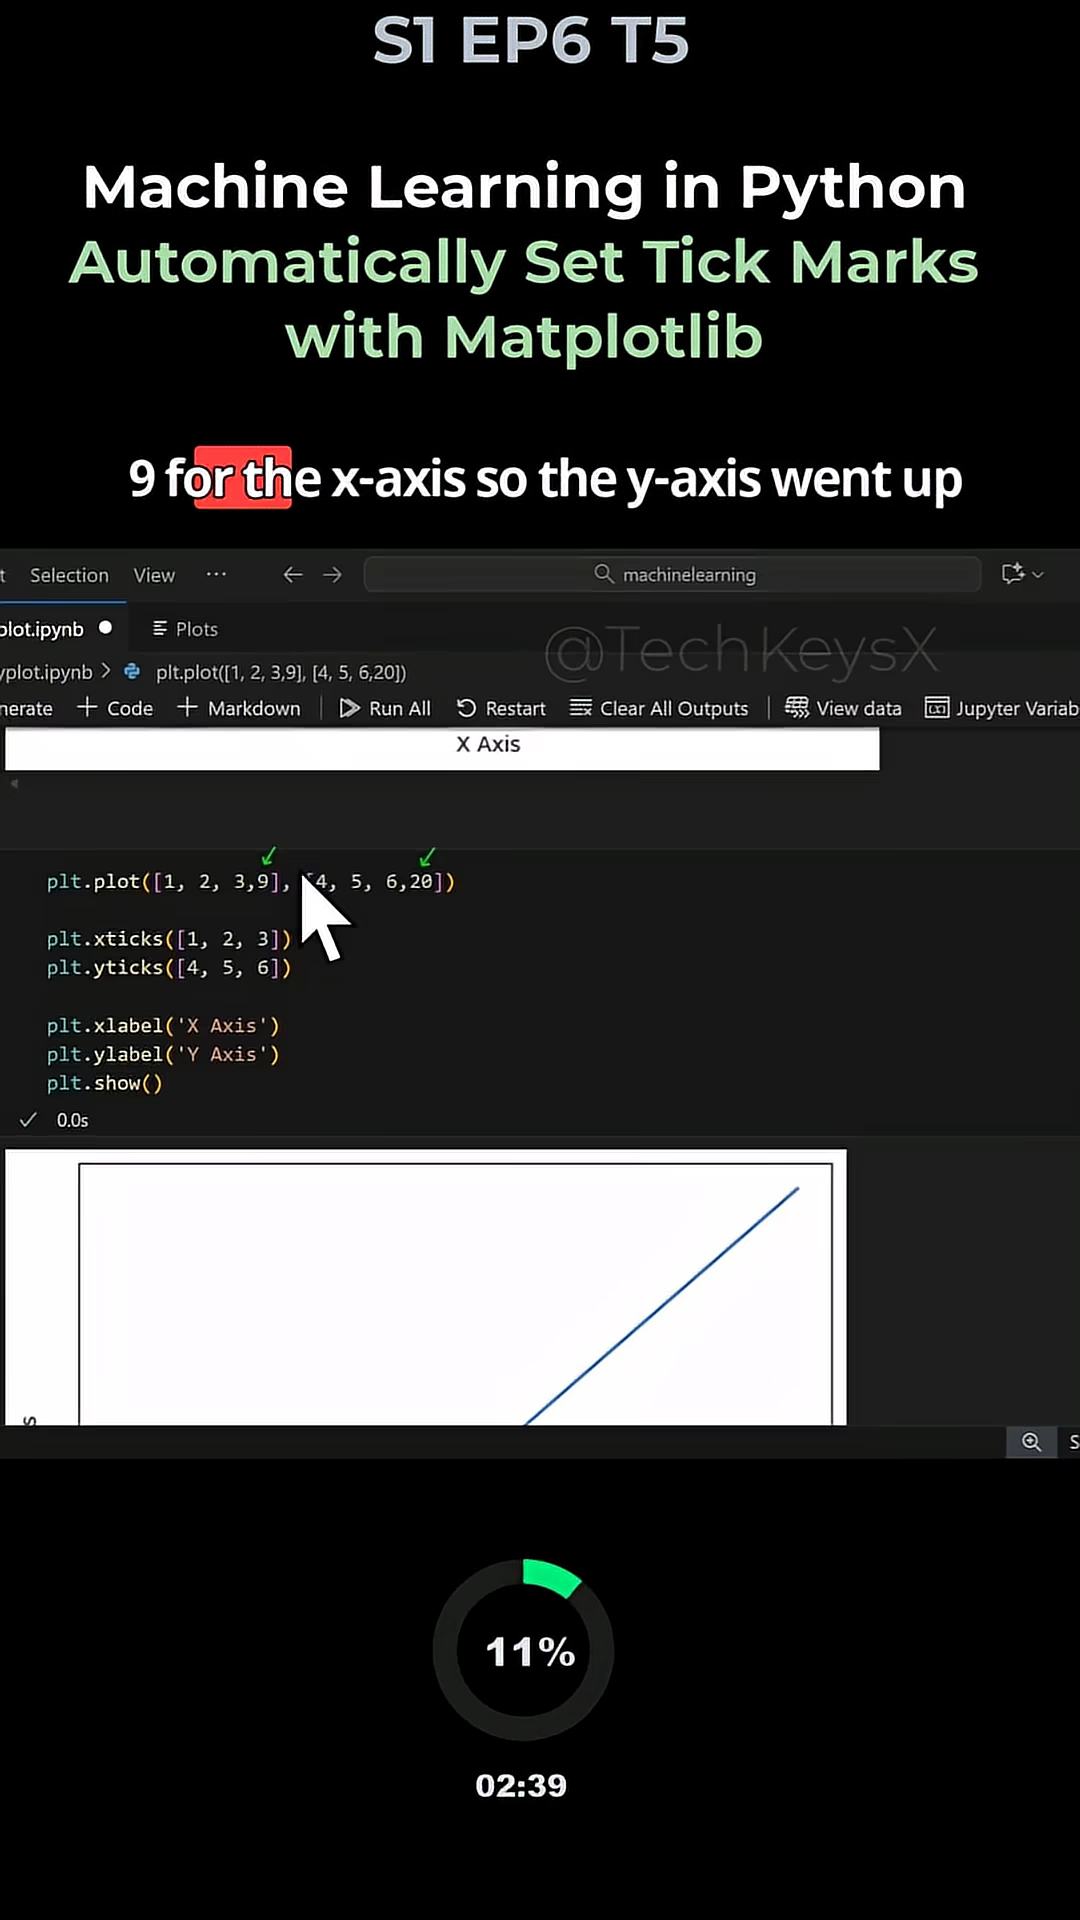 S1 EP6 T5
Machine Learning in Python
Automatically Set Tick Marks
with Matplotlib
9 for the x-axis so the y-axis went up
t Selection View ··· ← → machinelearning
plot.ipynb ● Plots
@TechKeysX
yplot.ipynb > plt.plot([1, 2, 3,9], [4, 5, 6,20])
nerate + Code + Markdown Run All Restart Clear All Outputs View data Jupyter Variab
X Axis
plt.plot([1, 2, 3,9], [4, 5, 6,20])
plt.xticks([1, 2, 3])
plt.yticks([4, 5, 6])
plt.xlabel('X Axis')
plt.ylabel('Y Axis')
plt.show()
✓ 0.0s
s
S
11%
02:39